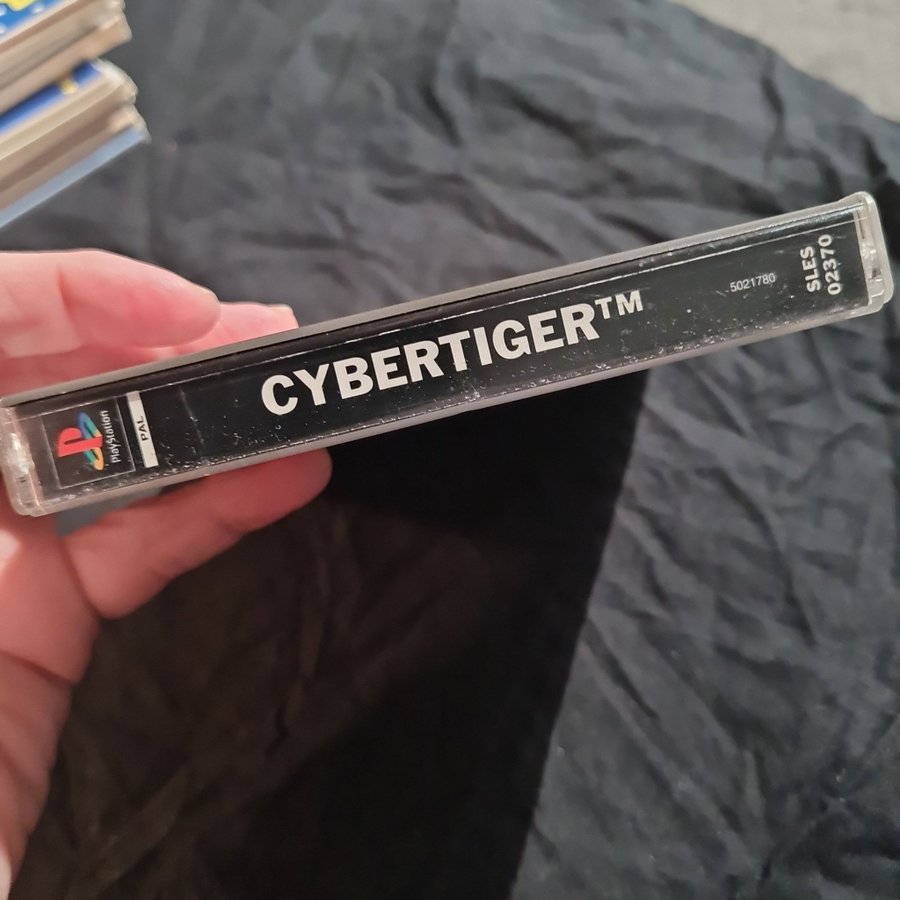 PlayStation
PAL
CYBERTIGER™
5021780
SLES
02370